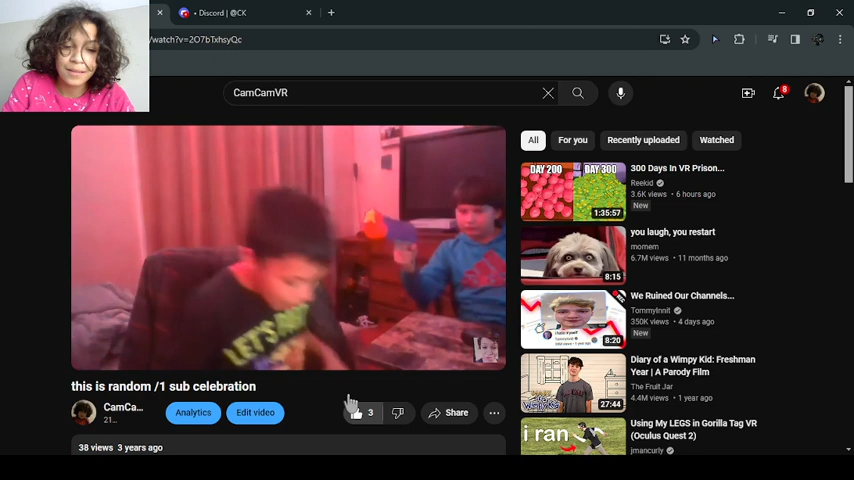 • Discord | @CK
/watch?v=2O7bTxhsyQc
CamCamVR
8
All
For you
Recently uploaded
Watched
DAY 200
DAY 300
1:35:57
300 Days In VR Prison...
Reekid
3.6K views • 6 hours ago
New
8:15
you laugh, you restart
momem
6.7M views • 11 months ago
8:20
We Ruined Our Channels...
TommyInnit
350K views • 4 days ago
New
27:44
Diary of a Wimpy Kid: Freshman
Year | A Parody Film
The Fruit Jar
4.4M views • 1 year ago
i ran
Using My LEGS in Gorilla Tag VR
(Oculus Quest 2)
jmancurly
LET'S
this is random /1 sub celebration
CamCa...
21...
Analytics
Edit video
3
Share
38 views 3 years ago